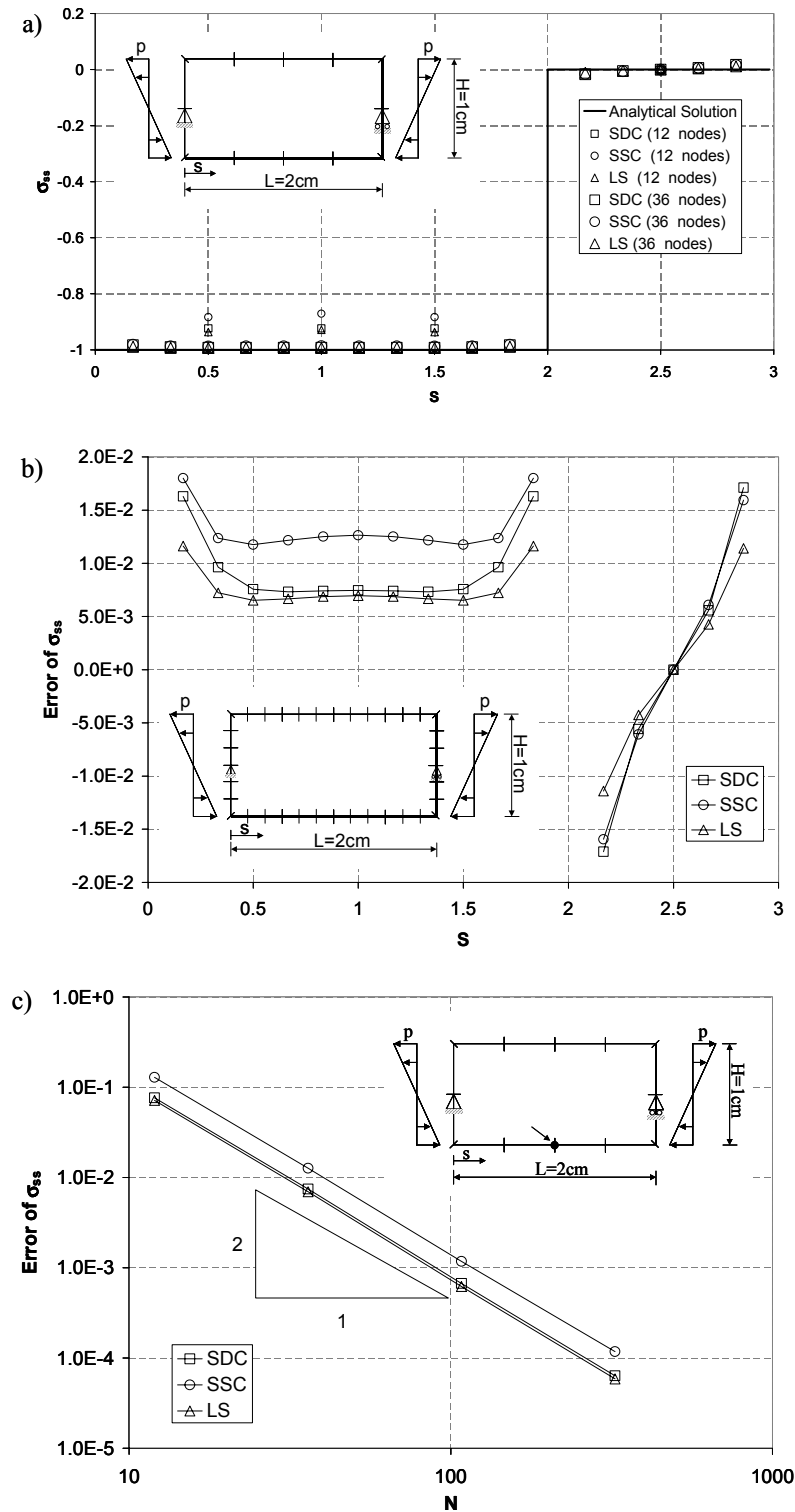 a)
0.2
0
-0.2
-0.4
-0.6
-0.8
-1
σss
0
0.5
1
1.5
2
2.5
3
s
p
p
H=1cm
s
L=2cm
Analytical Solution
SDC (12 nodes)
SSC (12 nodes)
LS (12 nodes)
SDC (36 nodes)
SSC (36 nodes)
LS (36 nodes)
b)
2.0E-2
1.5E-2
1.0E-2
5.0E-3
0.0E+0
-5.0E-3
-1.0E-2
-1.5E-2
-2.0E-2
Error of σss
0
0.5
1
1.5
2
2.5
3
S
p
p
H=1cm
s
L=2cm
SDC
SSC
LS
c)
1.0E+0
1.0E-1
1.0E-2
1.0E-3
1.0E-4
1.0E-5
Error of σss
10
100
1000
N
p
p
H=1cm
s
L=2cm
2
1
SDC
SSC
LS